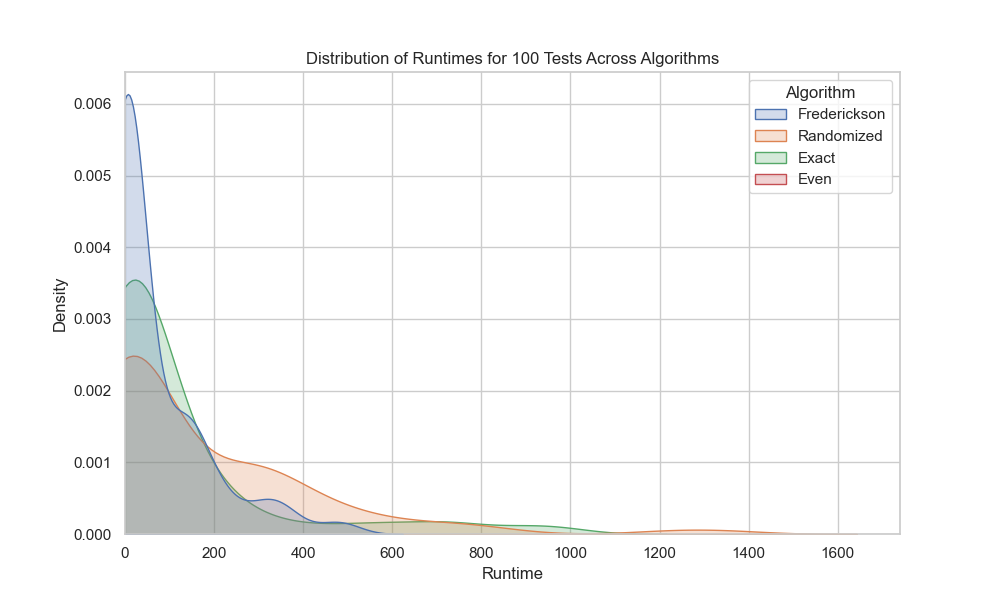 Distribution of Runtimes for 100 Tests Across Algorithms
Algorithm
Frederickson
Randomized
Exact
Even
Density
0.006
0.005
0.004
0.003
0.002
0.001
0.000
0 200 400 600 800 1000 1200 1400 1600
Runtime